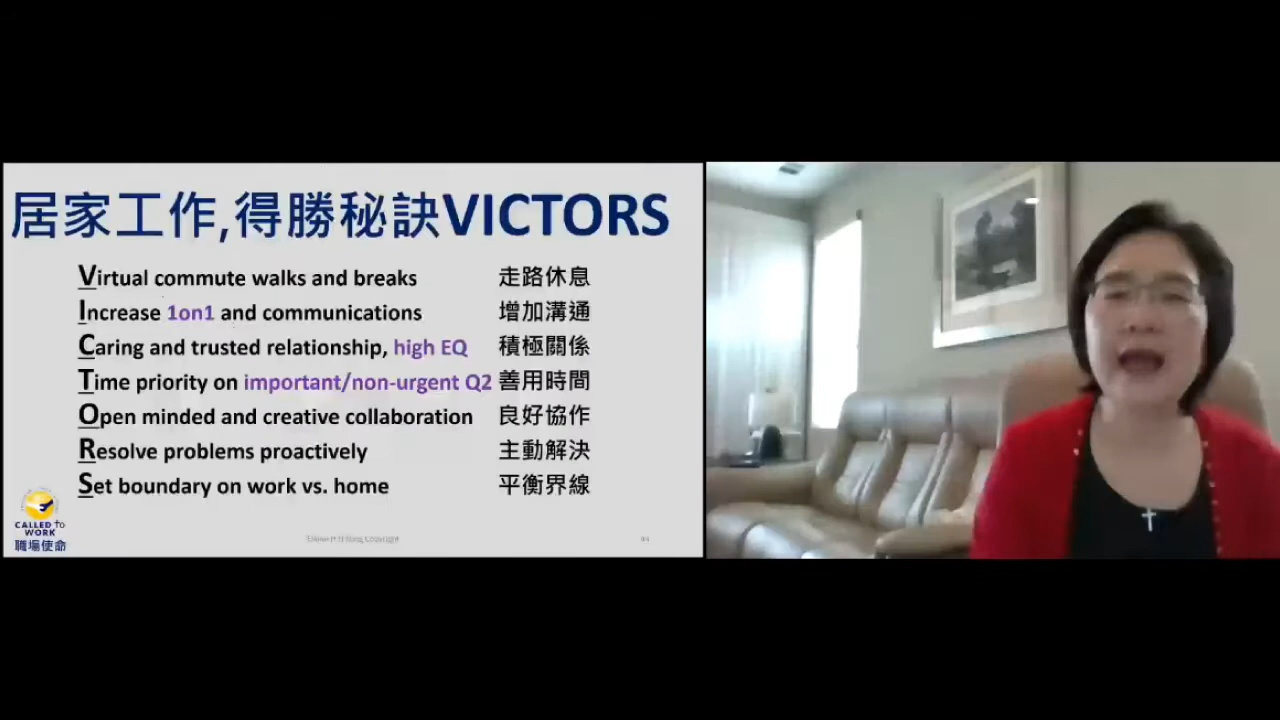 居家工作,得勝秘訣VICTORS
Virtual commute walks and breaks 走路休息
Increase 1on1 and communications 增加溝通
Caring and trusted relationship, high EQ 積極關係
Time priority on important/non-urgent Q2 善用時間
Open minded and creative collaboration 良好協作
Resolve problems proactively 主動解決
Set boundary on work vs. home 平衡界線
CALLED to
WORK
職場使命